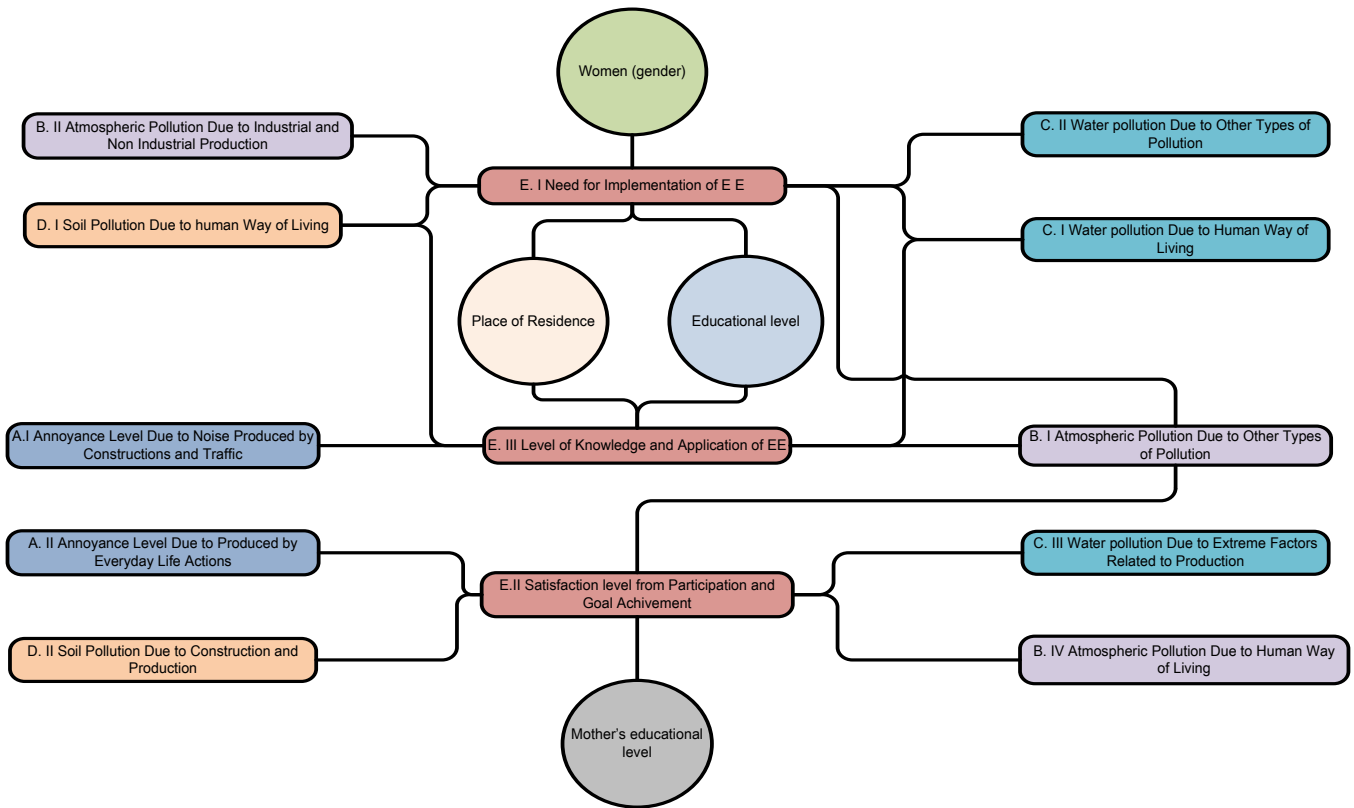 Women (gender)
B. II Atmospheric Pollution Due to Industrial and
Non Industrial Production
C. II Water pollution Due to Other Types of
Pollution
E. I Need for Implementation of E E
D. I Soil Pollution Due to human Way of Living
C. I Water pollution Due to Human Way of
Living
Place of Residence
Educational level
A.I Annoyance Level Due to Noise Produced by
Constructions and Traffic
E. III Level of Knowledge and Application of EE
B. I Atmospheric Pollution Due to Other Types
of Pollution
A. II Annoyance Level Due to Produced by
Everyday Life Actions
C. III Water pollution Due to Extreme Factors
Related to Production
E.II Satisfaction level from Participation and
Goal Achivement
D. II Soil Pollution Due to Construction and
Production
B. IV Atmospheric Pollution Due to Human Way
of Living
Mother's educational
level